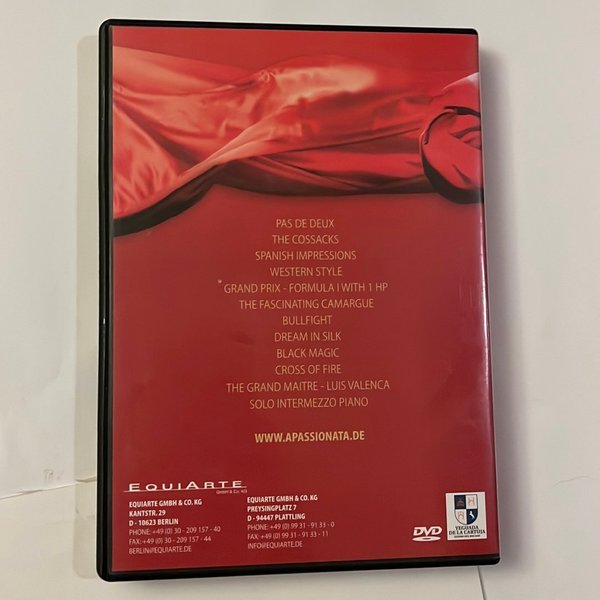 PAS DE DEUX
THE COSSACKS
SPANISH IMPRESSIONS
WESTERN STYLE
* GRAND PRIX - FORMULA I WITH 1 HP
THE FASCINATING CAMARGUE
BULLFIGHT
DREAM IN SILK
BLACK MAGIC
CROSS OF FIRE
THE GRAND MAITRE - LUIS VALENCA
SOLO INTERMEZZO PIANO
WWW.APASSIONATA.DE
EQUIARTE
GmbH & Co. KG
EQUIARTE GMBH & CO. KG
KANTSTR. 29
D - 10623 BERLIN
PHONE: +49 (0) 30 - 209 157 - 40
FAX: +49 (0) 30 - 209 157 - 44
BERLIN@EQUIARTE.DE
EQUIARTE GMBH & CO. KG
PREYSINGPLATZ 7
D - 94447 PLATTLING
PHONE: +49 (0) 99 31 - 91 33 - 0
FAX: +49 (0) 99 31 - 91 33 - 11
INFO@EQUIARTE.DE
DVD
YEGUADA
DE LA CARTUJA